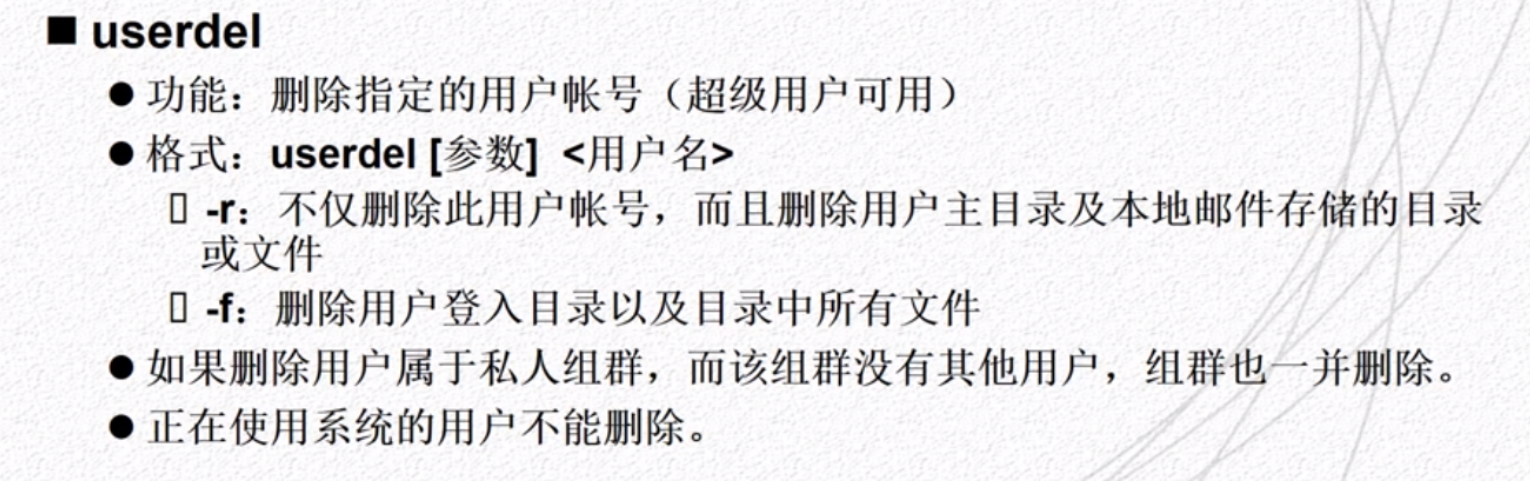 ■ userdel
● 功能：删除指定的用户帐号（超级用户可用）
● 格式：userdel [参数] <用户名>
▯ -r：不仅删除此用户帐号，而且删除用户主目录及本地邮件存储的目录
或文件
▯ -f：删除用户登入目录以及目录中所有文件
● 如果删除用户属于私人组群，而该组群没有其他用户，组群也一并删除。
● 正在使用系统的用户不能删除。